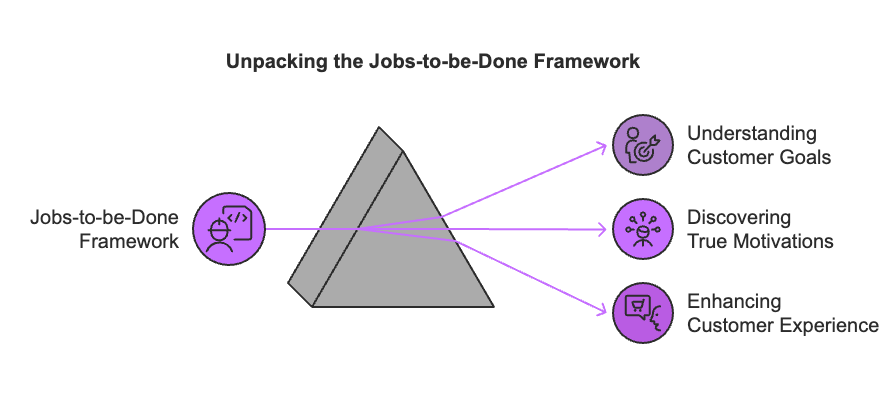 Unpacking the Jobs-to-be-Done Framework
Jobs-to-be-Done
Framework
Understanding
Customer Goals
Discovering
True Motivations
Enhancing
Customer Experience